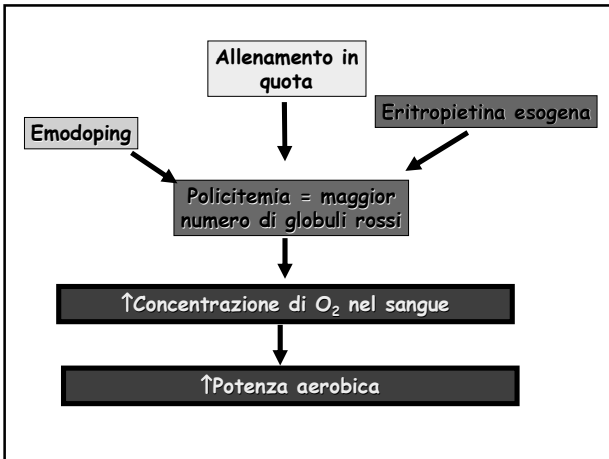 Allenamento in
quota
Eritropietina esogena
Emodoping
Policitemia = maggior
numero di globuli rossi
↑Concentrazione di O₂ nel sangue
↑Potenza aerobica